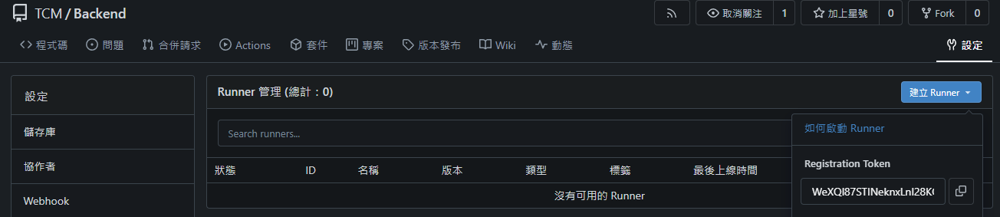 TCM / Backend
取消關注 1 加上星號 0 Fork 0
程式碼 問題 合併請求 Actions 套件 專案 版本發布 Wiki 動態 設定
設定
儲存庫
協作者
Webhook
Runner 管理 (總計：0)
建立 Runner
Search runners...
狀態 ID 名稱 版本 類型 標籤 最後上線時間
沒有可用的 Runner
如何啟動 Runner
Registration Token